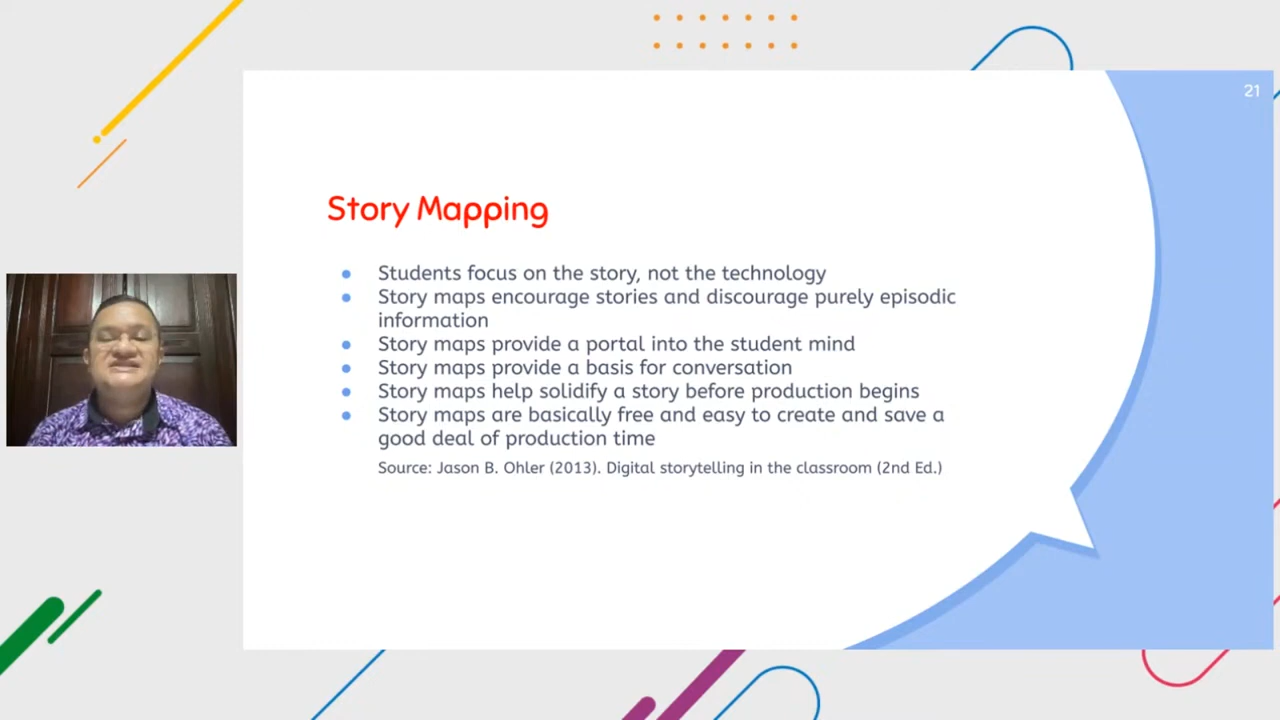 21
Story Mapping
● Students focus on the story, not the technology
● Story maps encourage stories and discourage purely episodic
information
● Story maps provide a portal into the student mind
● Story maps provide a basis for conversation
● Story maps help solidify a story before production begins
● Story maps are basically free and easy to create and save a
good deal of production time
Source: Jason B. Ohler (2013). Digital storytelling in the classroom (2nd Ed.)